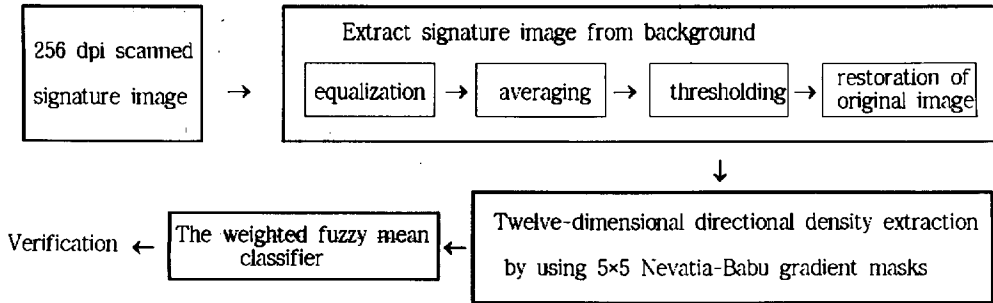 256 dpi scanned
signature image
→
Extract signature image from background
equalization → averaging → thresholding → restoration of
original image
↓
Twelve-dimensional directional density extraction
by using 5×5 Nevatia-Babu gradient masks
←
The weighted fuzzy mean
classifier
← Verification